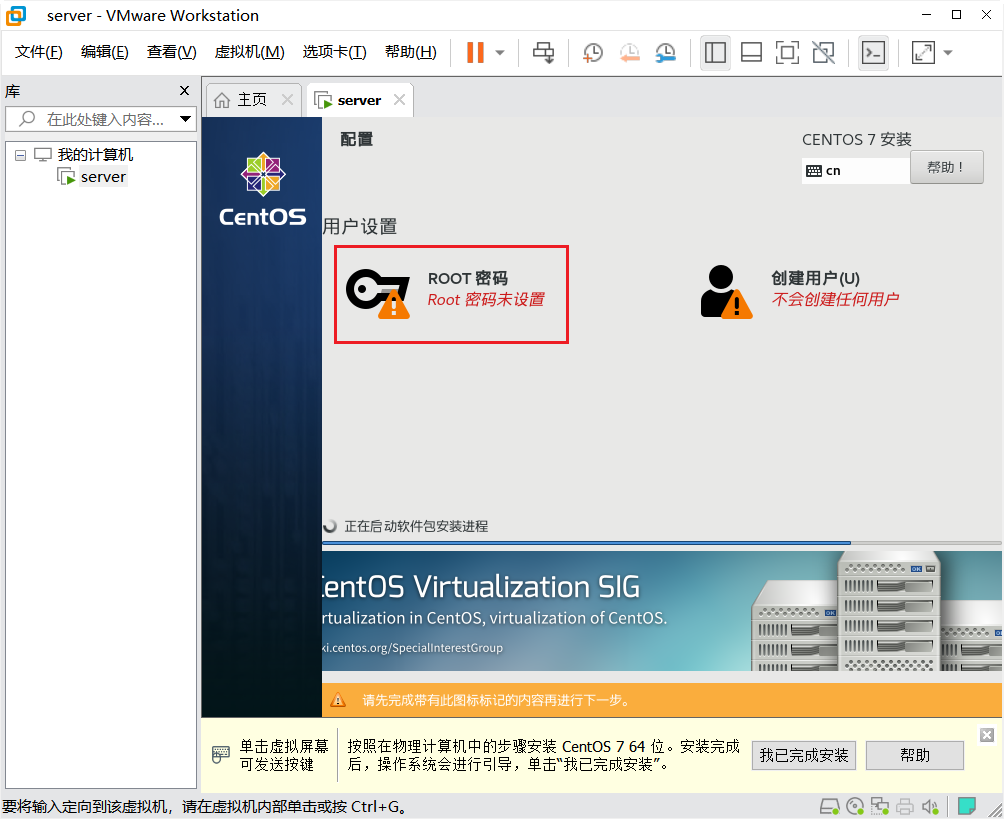 server - VMware Workstation
文件(F) 编辑(E) 查看(V) 虚拟机(M) 选项卡(T) 帮助(H)
库
在此处键入内容...
我的计算机
server
主页
server
CentOS
配置
CENTOS 7 安装
cn
帮助！
用户设置
ROOT 密码
Root 密码未设置
创建用户(U)
不会创建任何用户
正在启动软件包安装进程
CentOS Virtualization SIG
rtualization in CentOS, virtualization of CentOS.
ki.centos.org/SpecialInterestGroup
OK
OK
请先完成带有此图标标记的内容再进行下一步。
单击虚拟屏幕
可发送按键
按照在物理计算机中的步骤安装 CentOS 7 64 位。安装完成
后，操作系统会进行引导，单击“我已完成安装”。
我已完成安装
帮助
要将输入定向到该虚拟机，请在虚拟机内部单击或按 Ctrl+G。